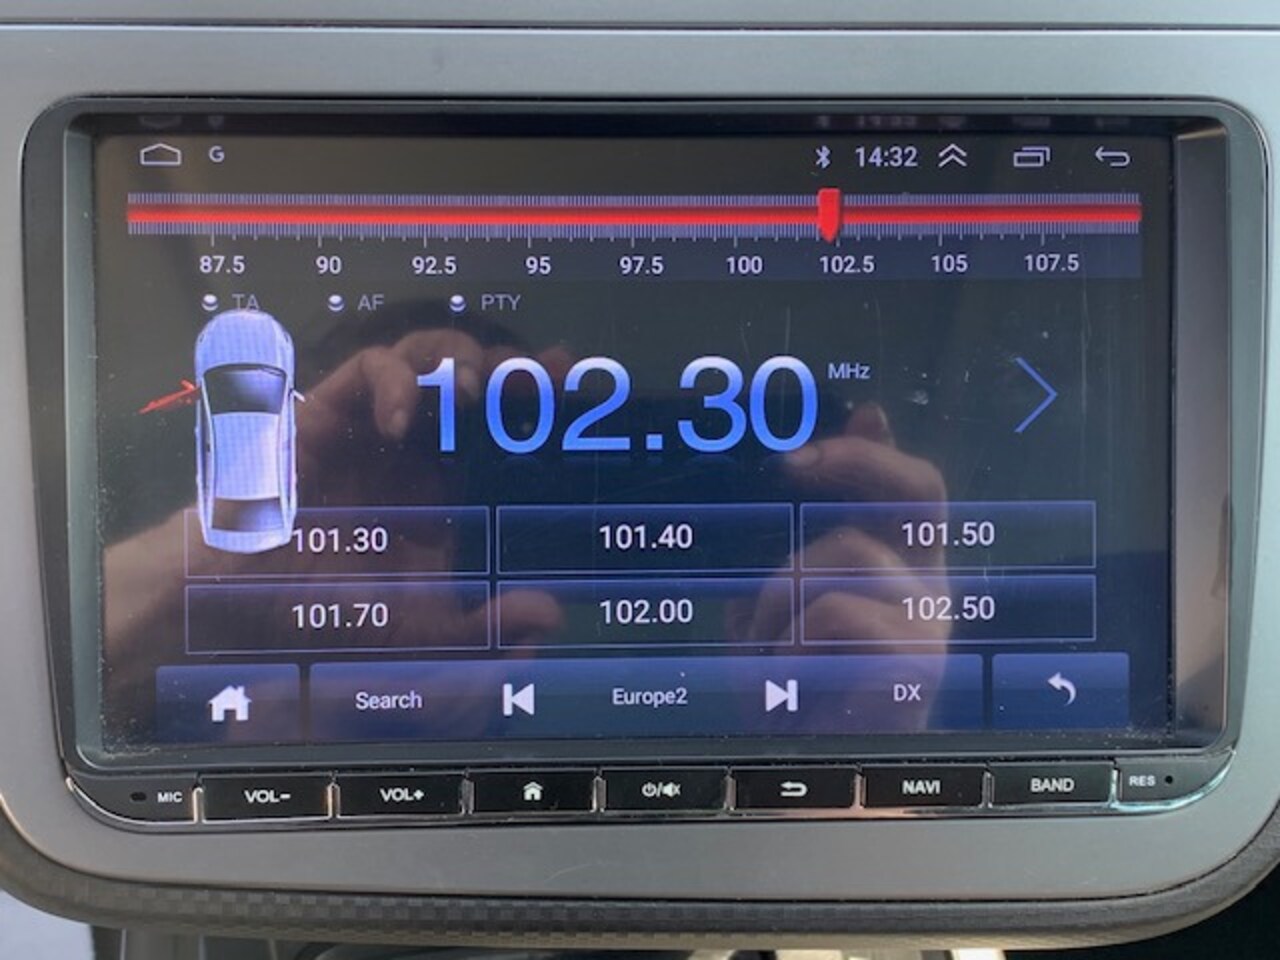 G 14:32
87.5 90 92.5 95 97.5 100 102.5 105 107.5
TA AF PTY
102.30 MHz
101.30 101.40 101.50
101.70 102.00 102.50
Search Europe2 DX
MIC VOL- VOL+ NAVI BAND RES